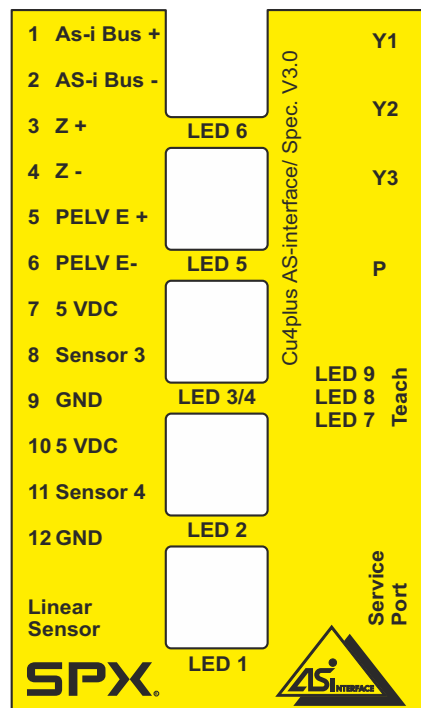 1 As-i Bus +
2 AS-i Bus -
3 Z +
4 Z -
5 PELV E +
6 PELV E-
7 5 VDC
8 Sensor 3
9 GND
10 5 VDC
11 Sensor 4
12 GND
Linear
Sensor
SPX®
LED 6
LED 5
LED 3/4
LED 2
LED 1
Cu4plus AS-interface/ Spec. V3.0
Y1
Y2
Y3
P
LED 9
LED 8
LED 7
Teach
Service
Port
ASi INTERFACE